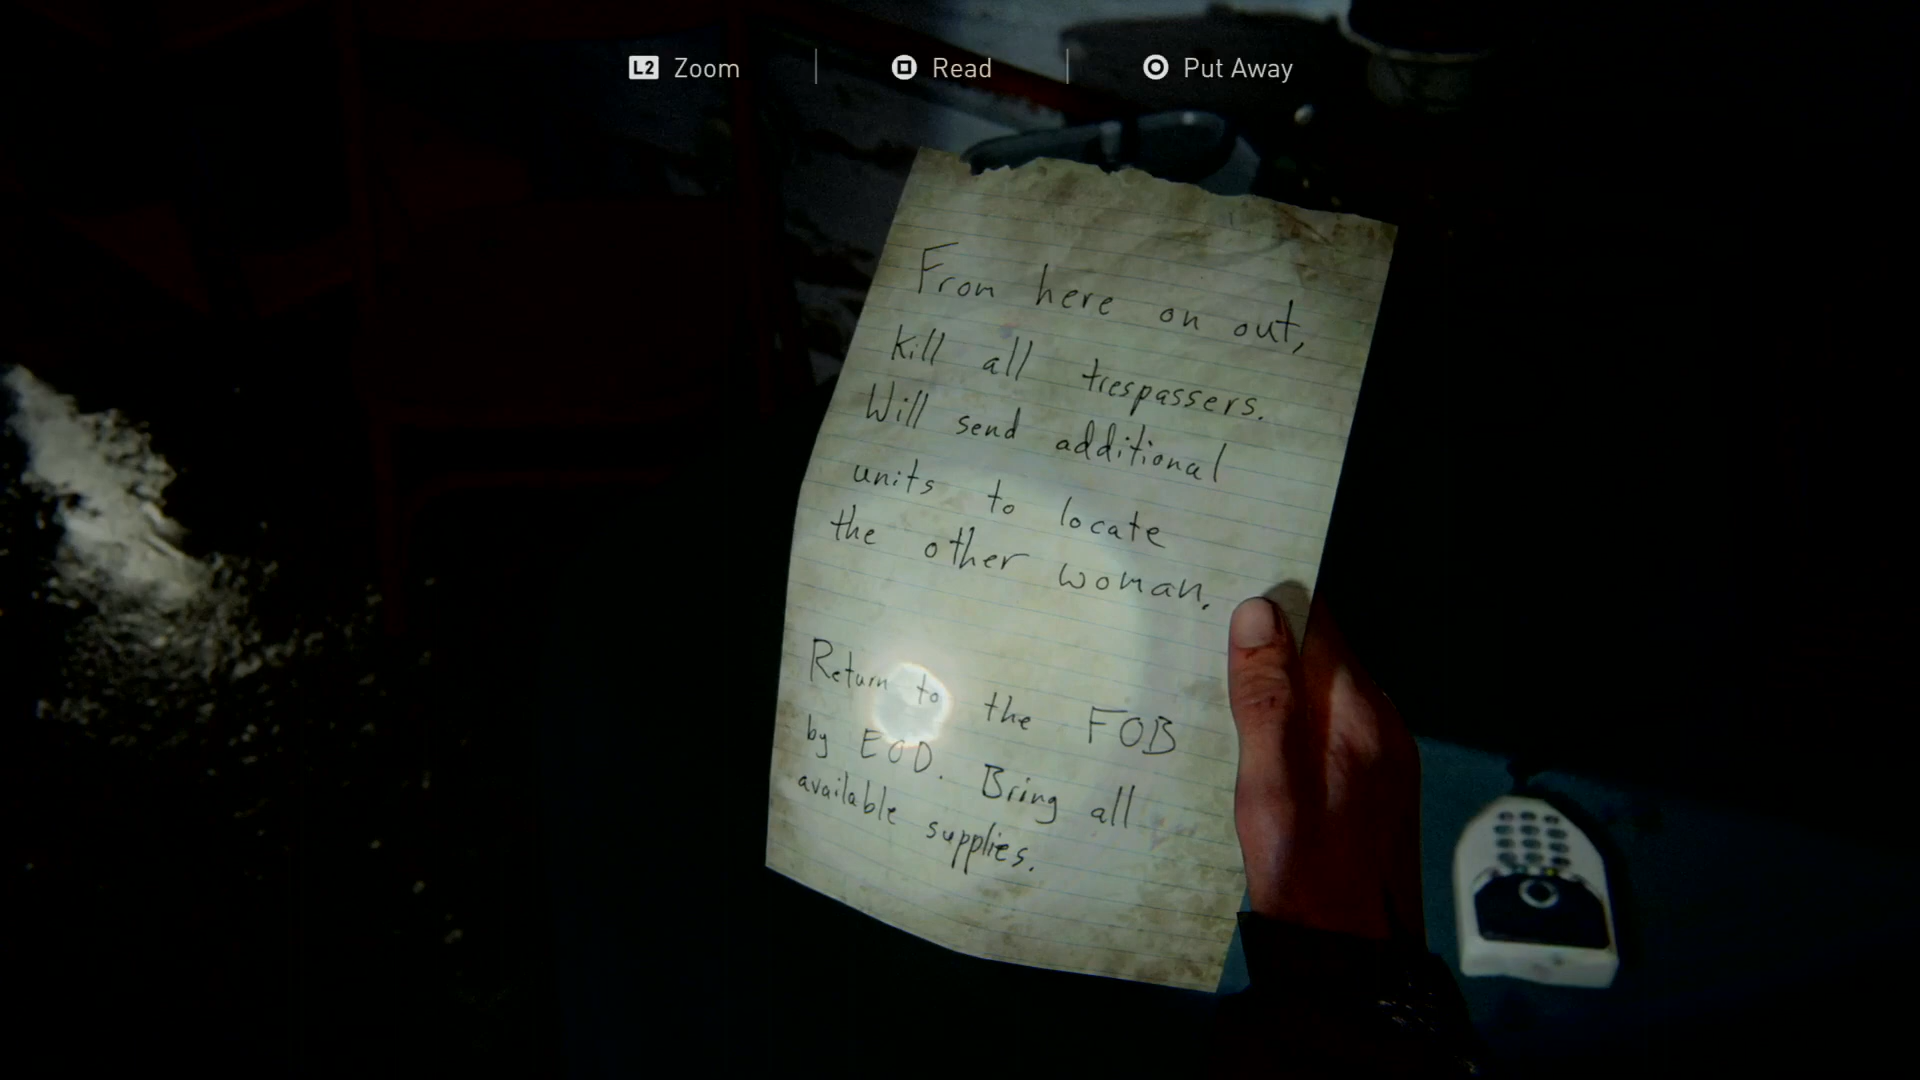 L2 Zoom Read Put Away
From here on out,
kill all trespassers.
Will send additional
units to locate
the other woman.
Return to the FOB
by EOD. Bring all
available supplies.